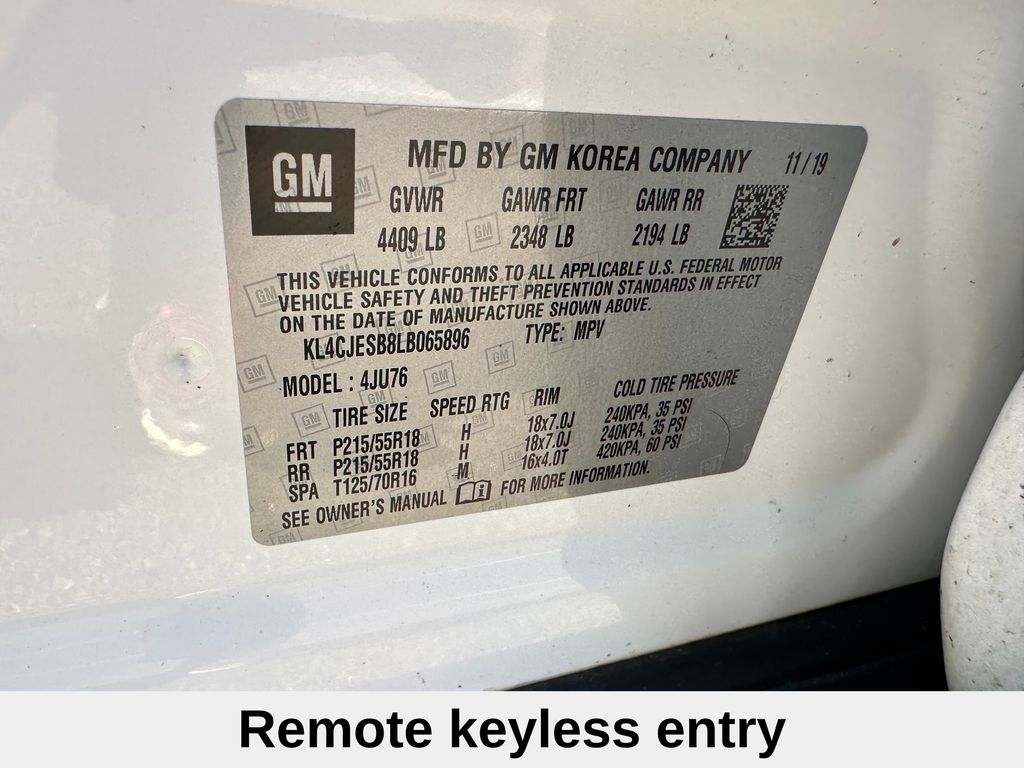 GM
MFD BY GM KOREA COMPANY 11/19
GVWR GAWR FRT GAWR RR
4409 LB 2348 LB 2194 LB
THIS VEHICLE CONFORMS TO ALL APPLICABLE U.S. FEDERAL MOTOR
VEHICLE SAFETY AND THEFT PREVENTION STANDARDS IN EFFECT
ON THE DATE OF MANUFACTURE SHOWN ABOVE.
KL4CJESB8LB065896 TYPE: MPV
MODEL : 4JU76
TIRE SIZE SPEED RTG RIM COLD TIRE PRESSURE
FRT P215/55R18 H 18x7.0J 240KPA, 35 PSI
RR P215/55R18 H 18x7.0J 240KPA, 35 PSI
SPA T125/70R16 M 16x4.0T 420KPA, 60 PSI
SEE OWNER'S MANUAL FOR MORE INFORMATION.
Remote keyless entry